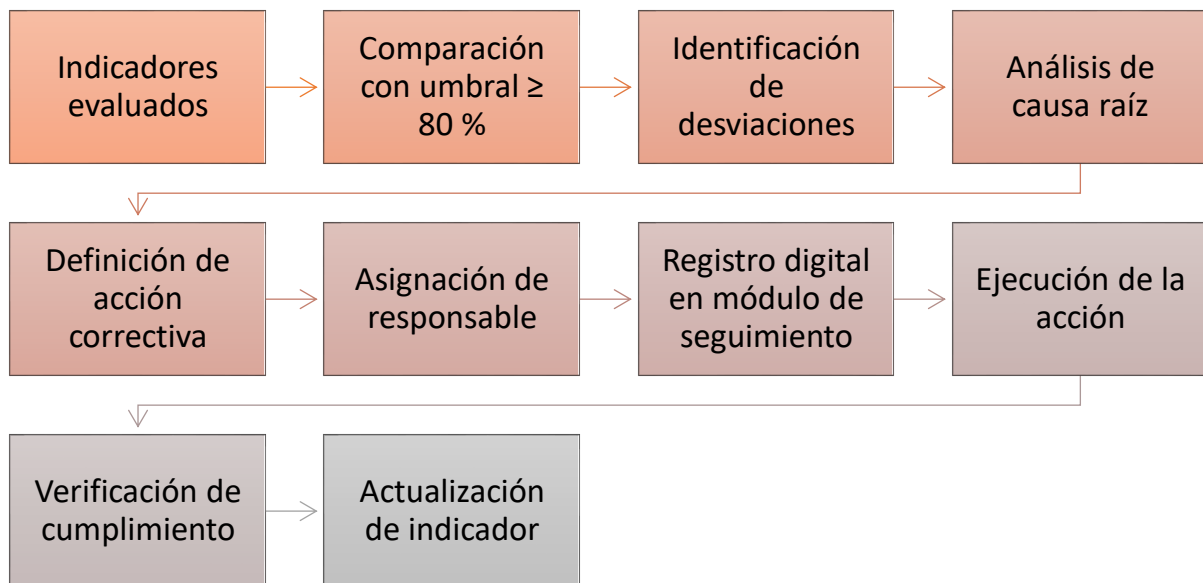 Indicadores
evaluados
Comparación
con umbral ≥
80 %
Identificación
de
desviaciones
Análisis de
causa raíz
Definición de
acción
correctiva
Asignación de
responsable
Registro digital
en módulo de
seguimiento
Ejecución de la
acción
Verificación de
cumplimiento
Actualización
de indicador